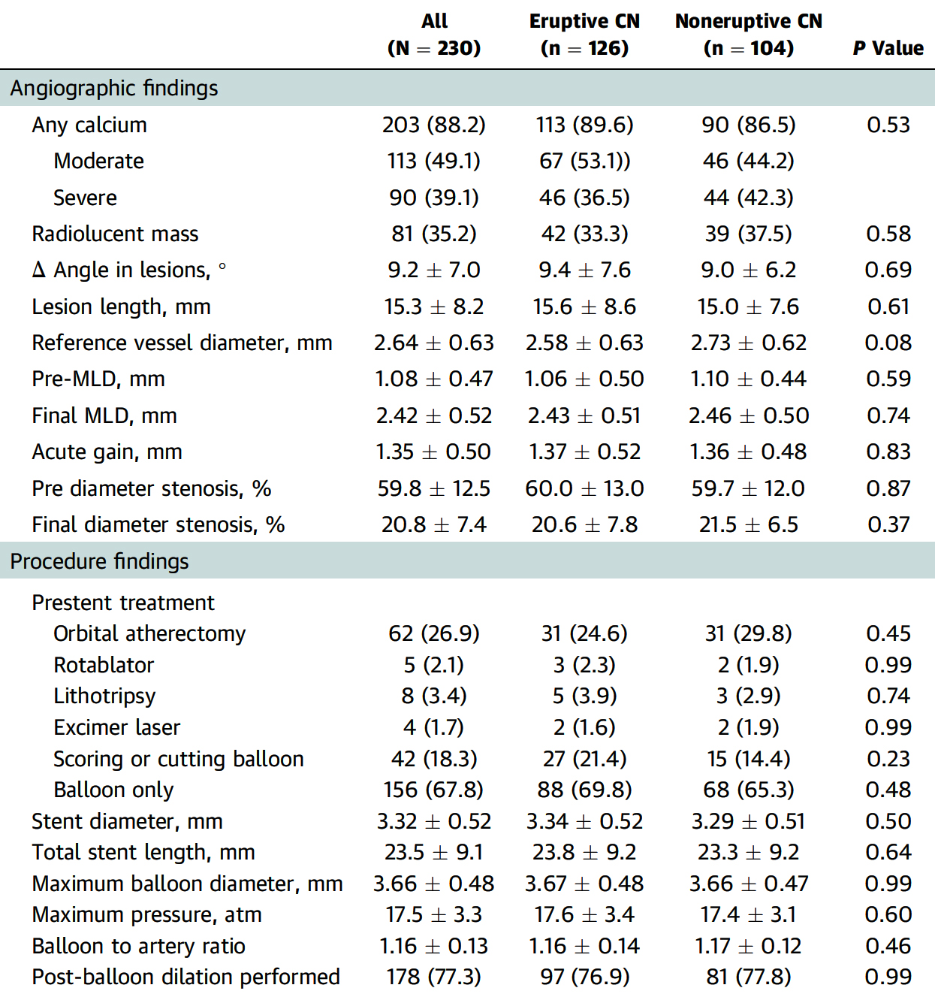 All Eruptive CN Noneruptive CN
(N = 230) (n = 126) (n = 104) P Value
Angiographic findings
Any calcium 203 (88.2) 113 (89.6) 90 (86.5) 0.53
Moderate 113 (49.1) 67 (53.1)) 46 (44.2)
Severe 90 (39.1) 46 (36.5) 44 (42.3)
Radiolucent mass 81 (35.2) 42 (33.3) 39 (37.5) 0.58
Δ Angle in lesions, ° 9.2 ± 7.0 9.4 ± 7.6 9.0 ± 6.2 0.69
Lesion length, mm 15.3 ± 8.2 15.6 ± 8.6 15.0 ± 7.6 0.61
Reference vessel diameter, mm 2.64 ± 0.63 2.58 ± 0.63 2.73 ± 0.62 0.08
Pre-MLD, mm 1.08 ± 0.47 1.06 ± 0.50 1.10 ± 0.44 0.59
Final MLD, mm 2.42 ± 0.52 2.43 ± 0.51 2.46 ± 0.50 0.74
Acute gain, mm 1.35 ± 0.50 1.37 ± 0.52 1.36 ± 0.48 0.83
Pre diameter stenosis, % 59.8 ± 12.5 60.0 ± 13.0 59.7 ± 12.0 0.87
Final diameter stenosis, % 20.8 ± 7.4 20.6 ± 7.8 21.5 ± 6.5 0.37
Procedure findings
Prestent treatment
Orbital atherectomy 62 (26.9) 31 (24.6) 31 (29.8) 0.45
Rotablator 5 (2.1) 3 (2.3) 2 (1.9) 0.99
Lithotripsy 8 (3.4) 5 (3.9) 3 (2.9) 0.74
Excimer laser 4 (1.7) 2 (1.6) 2 (1.9) 0.99
Scoring or cutting balloon 42 (18.3) 27 (21.4) 15 (14.4) 0.23
Balloon only 156 (67.8) 88 (69.8) 68 (65.3) 0.48
Stent diameter, mm 3.32 ± 0.52 3.34 ± 0.52 3.29 ± 0.51 0.50
Total stent length, mm 23.5 ± 9.1 23.8 ± 9.2 23.3 ± 9.2 0.64
Maximum balloon diameter, mm 3.66 ± 0.48 3.67 ± 0.48 3.66 ± 0.47 0.99
Maximum pressure, atm 17.5 ± 3.3 17.6 ± 3.4 17.4 ± 3.1 0.60
Balloon to artery ratio 1.16 ± 0.13 1.16 ± 0.14 1.17 ± 0.12 0.46
Post-balloon dilation performed 178 (77.3) 97 (76.9) 81 (77.8) 0.99